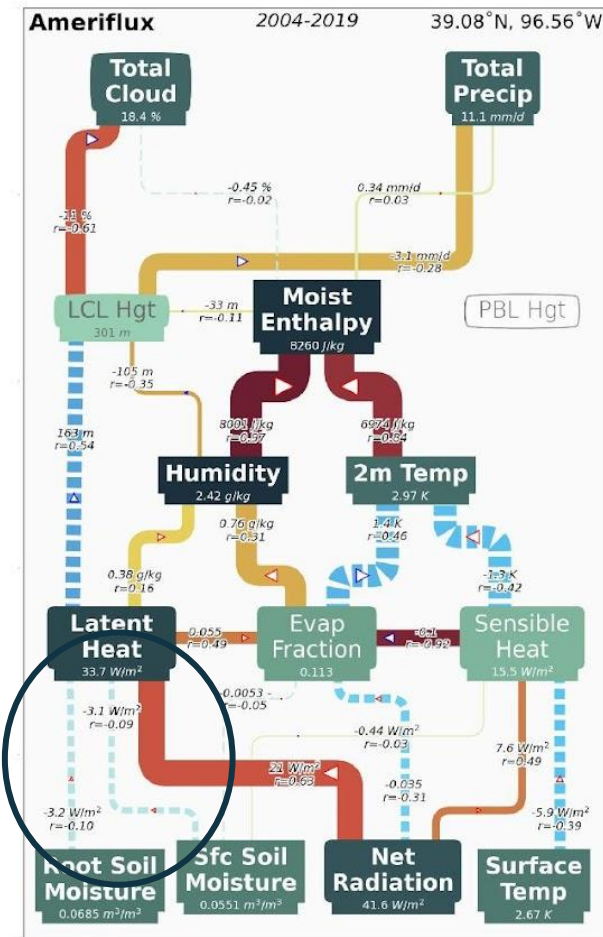 Ameriflux 2004-2019 39.08°N, 96.56°W
Total
Cloud
18.4 %
Total
Precip
11.1 mm/d
-0.45 %
r=-0.02
0.34 mm/d
r=0.03
-11 %
r=-0.61
-3.1 mm/d
r=-0.28
LCL Hgt
301 m
-33 m
r=-0.11
Moist
Enthalpy
8260 J/kg
PBL Hgt
-105 m
r=-0.35
8001 J/kg
r=0.97
6974 J/kg
r=0.84
163 m
r=0.54
Humidity
2.42 g/kg
2m Temp
2.97 K
0.76 g/kg
r=0.31
1.4 K
r=0.46
0.38 g/kg
r=0.16
-1.3 K
r=-0.42
Latent
Heat
33.7 W/m²
0.055
r=0.49
Evap
Fraction
0.113
-0.1
r=-0.92
Sensible
Heat
15.5 W/m²
-3.1 W/m²
r=-0.09
-0.0053
r=-0.05
-0.44 W/m²
r=-0.03
7.6 W/m²
r=0.49
21 W/m²
r=0.63
-0.035
r=-0.31
-3.2 W/m²
r=-0.10
-5.9 W/m²
r=-0.39
Root Soil
Moisture
0.0685 m³/m³
Sfc Soil
Moisture
0.0551 m³/m³
Net
Radiation
41.6 W/m²
Surface
Temp
2.67 K